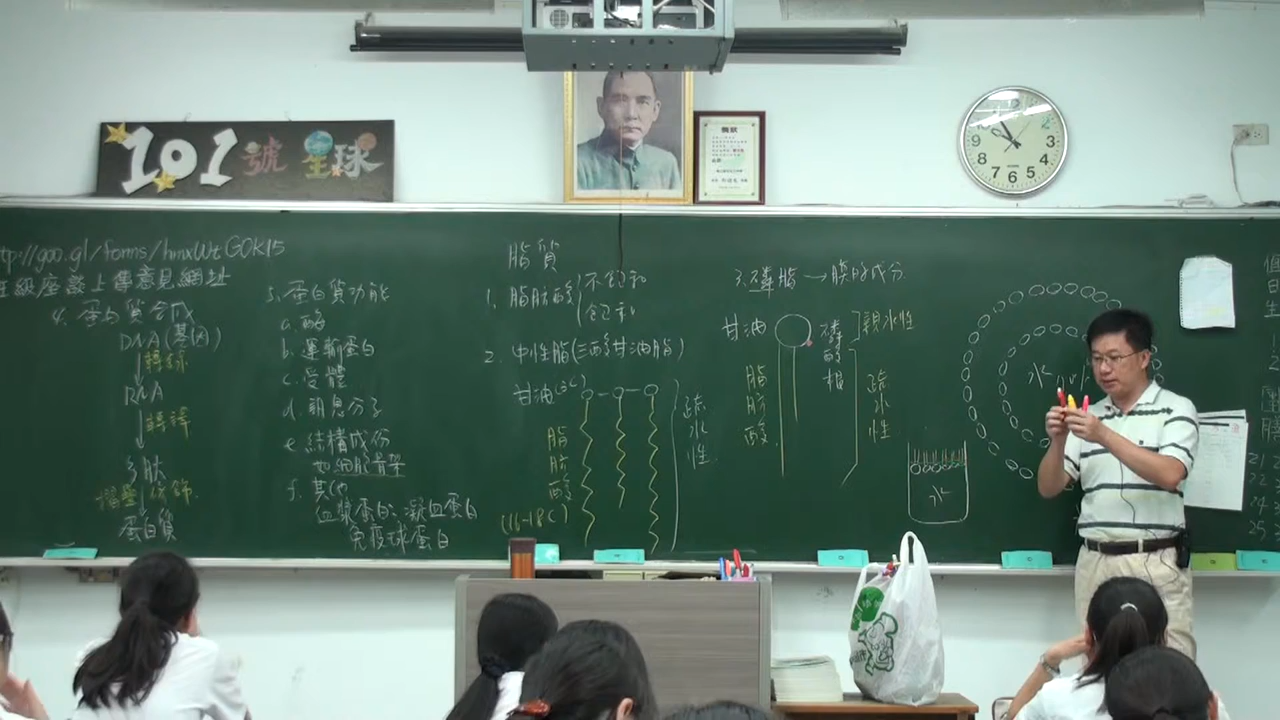 101號 星球
獎狀
ttp://goo.gl/forms/hmxWtGOK15
班級座談上傳意見網址
4. 蛋白質合成
DNA(基因)
轉錄
RNA
轉譯
多肽
摺疊 修飾
蛋白質
5. 蛋白質功能
a. 酶
b. 運輸蛋白
c. 受體
d. 訊息分子
e. 結構成份
如細胞骨架
f. 其他
血漿蛋白、凝血蛋白
免疫球蛋白
脂質
1. 脂肪酸
不飽和
飽和
2. 中性脂(三酸甘油脂)
甘油(3C)
脂肪酸
(16-18C)
疏水性
3. 磷脂→膜的成分
甘油
磷酸根
親水性
脂肪酸
疏水性
水
水